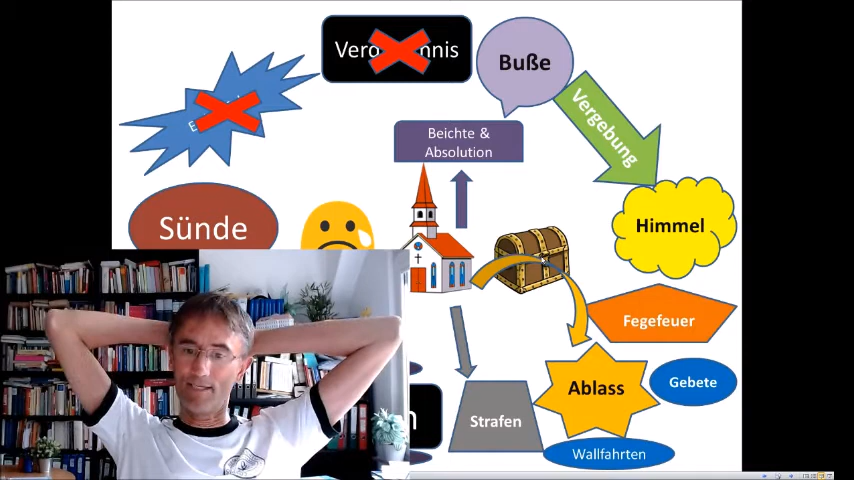 Buße
Vergebung
Beichte &
Absolution
Himmel
Sünde
Fegefeuer
Ablass
Gebete
Strafen
Wallfahrten